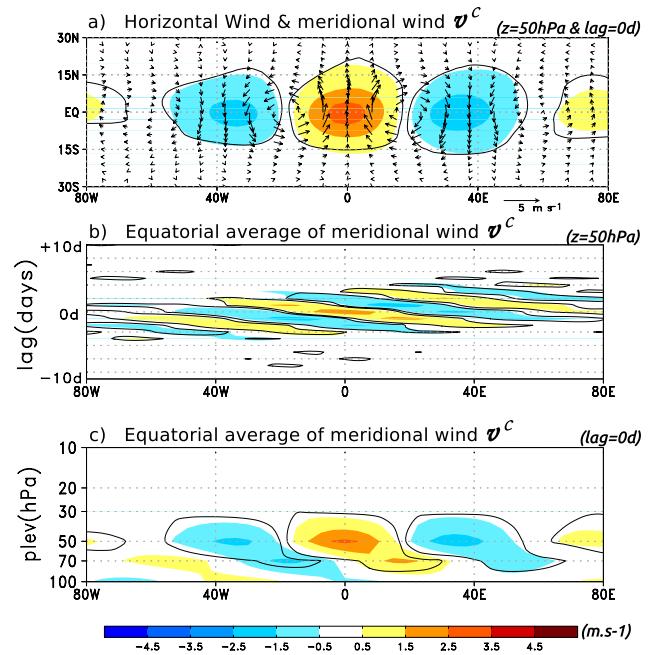 a) Horizontal Wind & meridional wind 𝒗^C (z=50hPa & lag=0d)
30N
15N
EQ
15S
30S
80W 40W 0 40E 80E
5 m s-1
b) Equatorial average of meridional wind 𝒗^C (z=50hPa)
lag(days)
+10d
0d
-10d
80W 40W 0 40E 80E
c) Equatorial average of meridional wind 𝒗^C (lag=0d)
plev(hPa)
10
20
30
50
70
100
80W 40W 0 40E 80E
(m.s-1)
-4.5 -3.5 -2.5 -1.5 -0.5 0.5 1.5 2.5 3.5 4.5